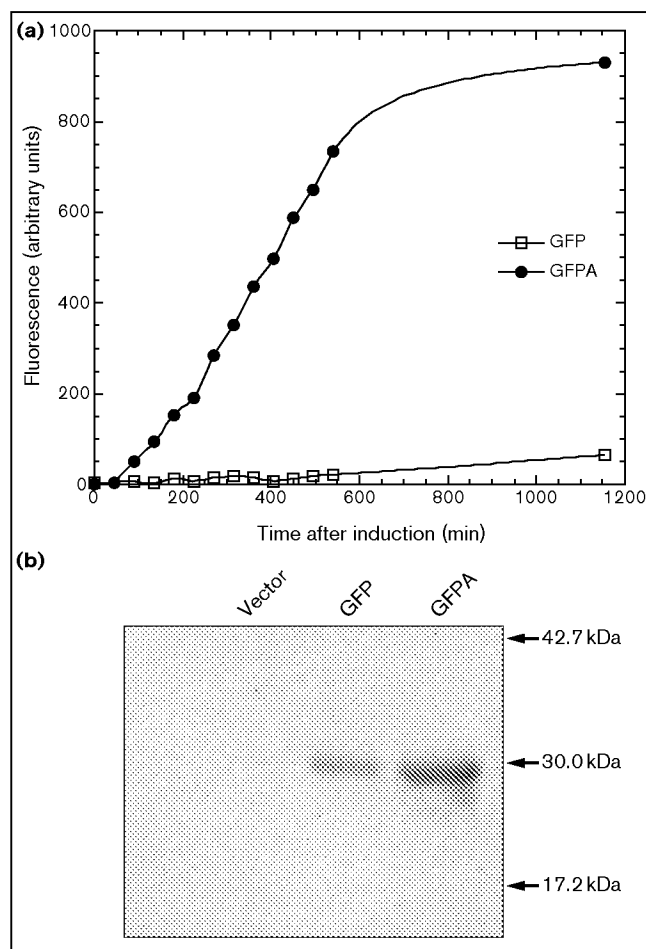 (a)
1000
800
600
400
200
0
Fluorescence (arbitrary units)
GFP
GFPA
0 200 400 600 800 1000 1200
Time after induction (min)
(b)
Vector GFP GFPA
42.7 kDa
30.0 kDa
17.2 kDa